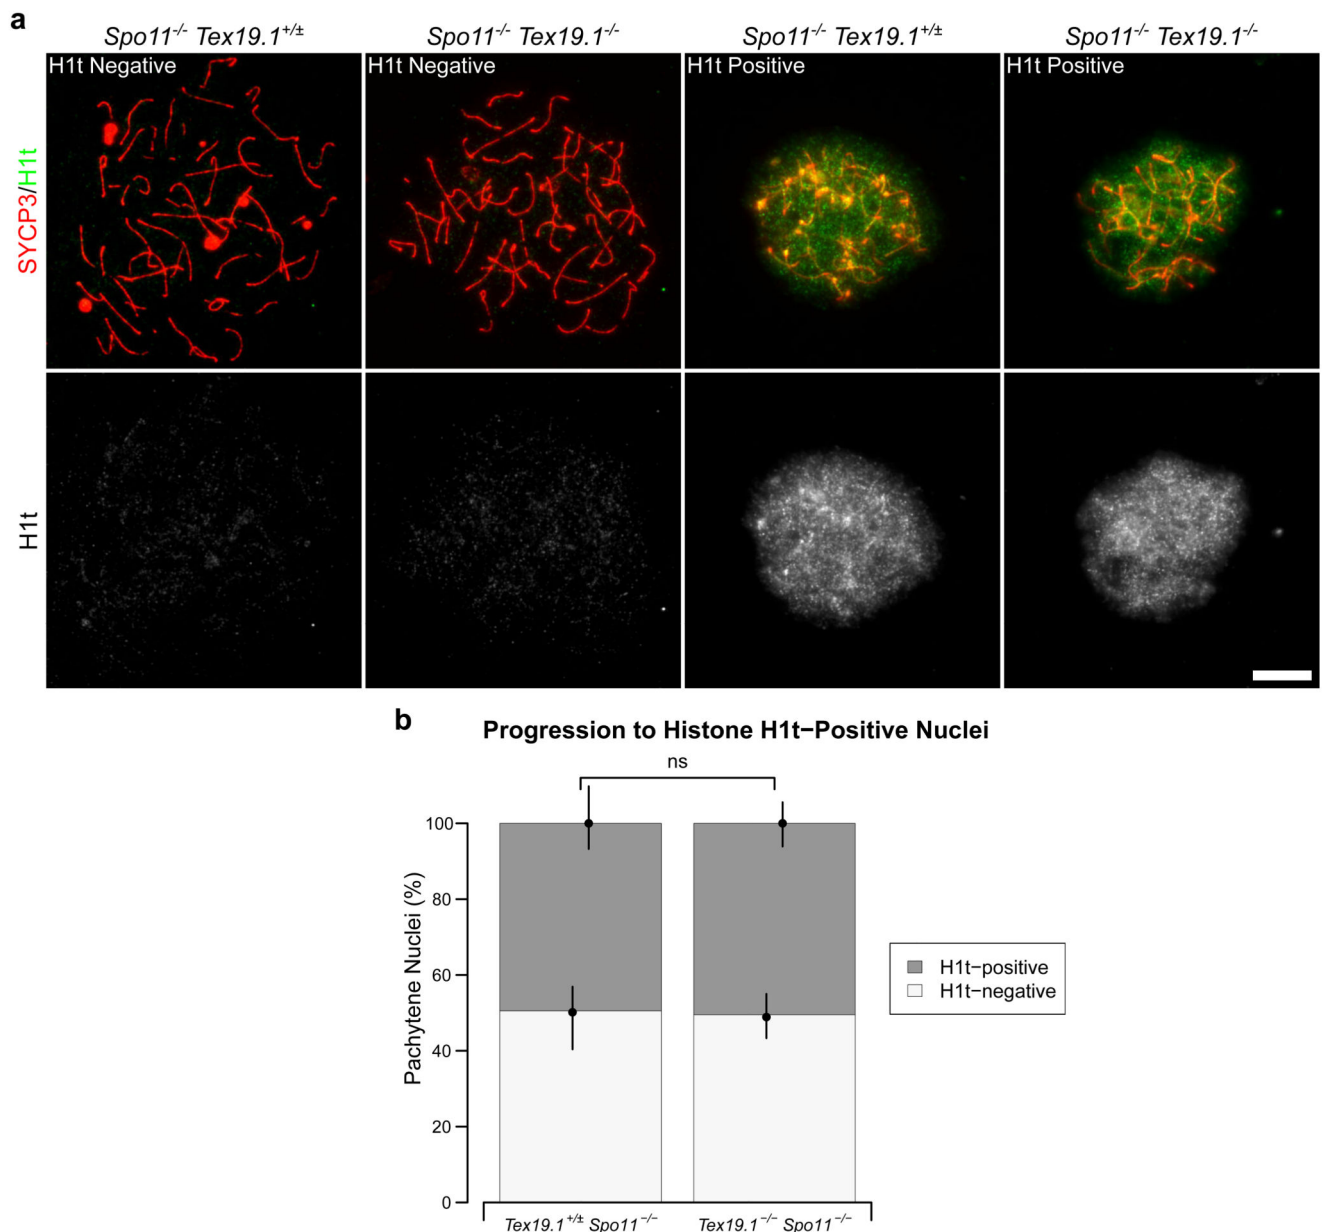 a
Spo11-/- Tex19.1+/± Spo11-/- Tex19.1-/- Spo11-/- Tex19.1+/± Spo11-/- Tex19.1-/-
H1t Negative H1t Negative H1t Positive H1t Positive
SYCP3/H1t
H1t
b
Progression to Histone H1t−Positive Nuclei
ns
100
80
60
40
20
0
Pachytene Nuclei (%)
H1t−positive
H1t−negative
Tex19.1+/± Spo11−/− Tex19.1−/− Spo11−/−